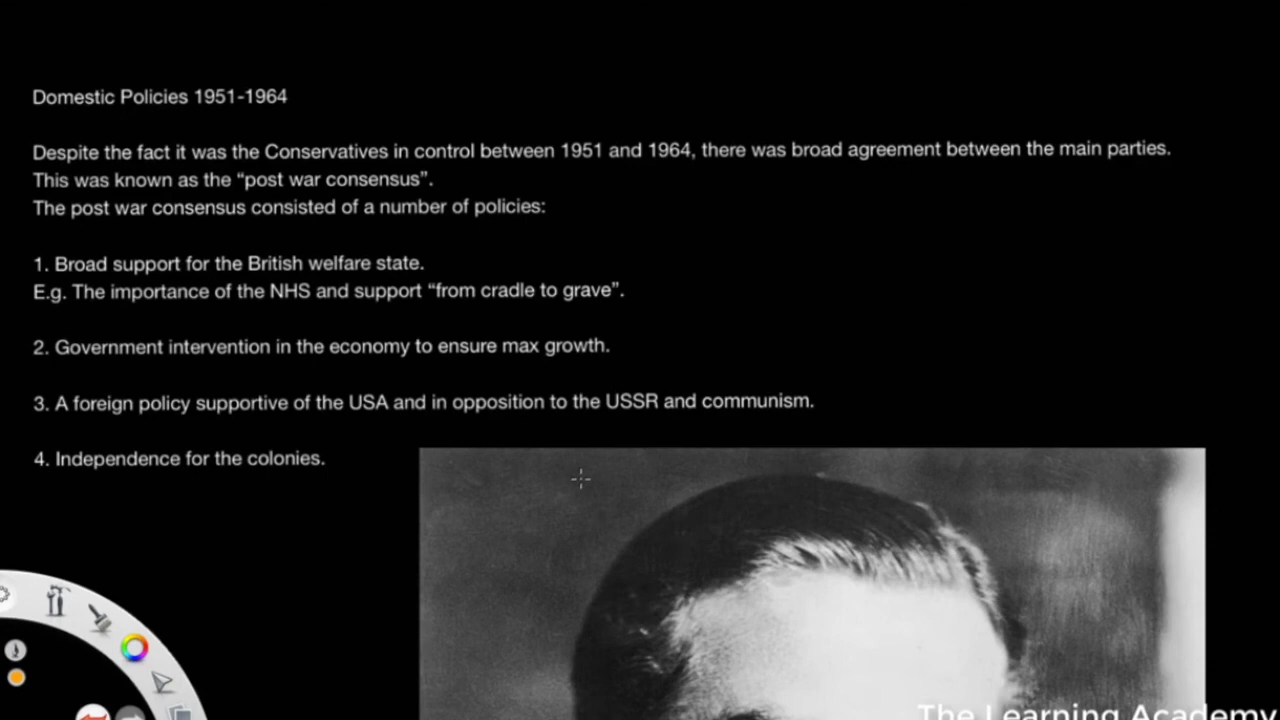 Domestic Policies 1951-1964
Despite the fact it was the Conservatives in control between 1951 and 1964, there was broad agreement between the main parties.
This was known as the “post war consensus”.
The post war consensus consisted of a number of policies:
1. Broad support for the British welfare state.
E.g. The importance of the NHS and support “from cradle to grave”.
2. Government intervention in the economy to ensure max growth.
3. A foreign policy supportive of the USA and in opposition to the USSR and communism.
4. Independence for the colonies.
The Learning Academy